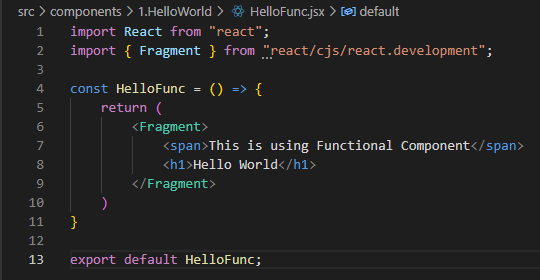 src > components > 1.HelloWorld > HelloFunc.jsx > default
1 import React from "react";
2 import { Fragment } from "react/cjs/react.development";
3
4 const HelloFunc = () => {
5     return (
6         <Fragment>
7             <span>This is using Functional Component</span>
8             <h1>Hello World</h1>
9         </Fragment>
10     )
11 }
12
13 export default HelloFunc;